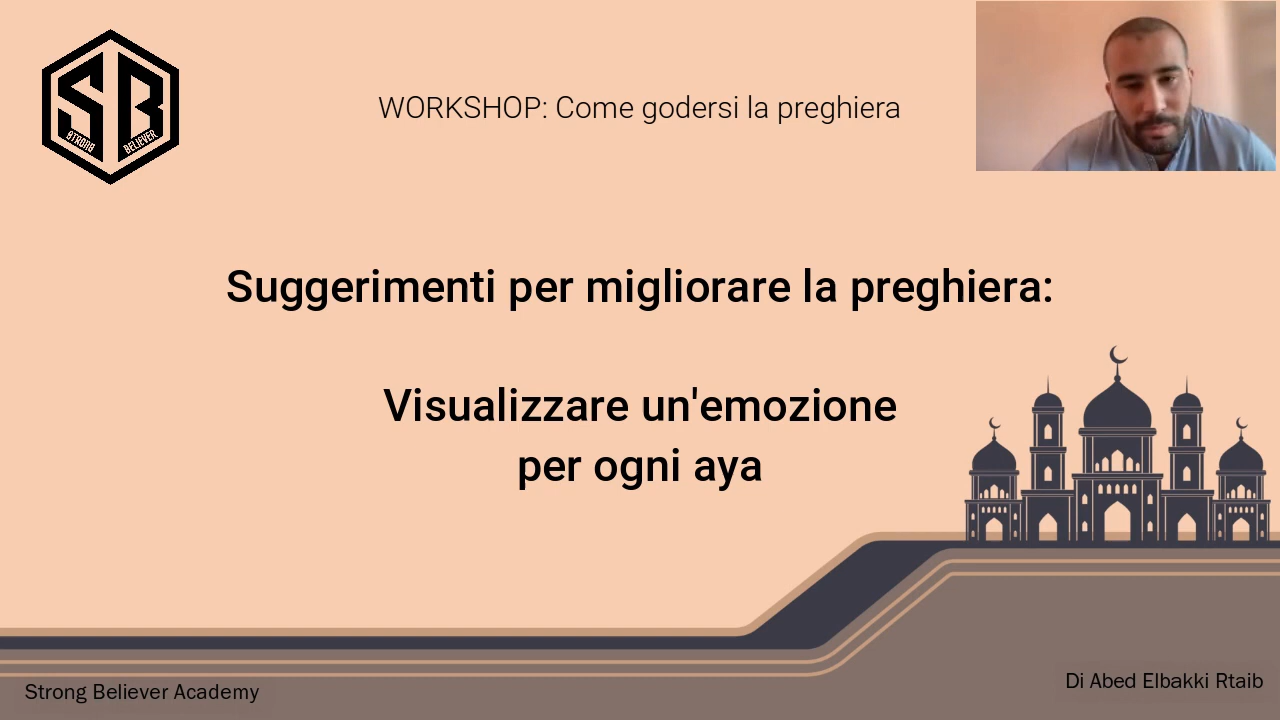 SB
STRONG BELIEVER
WORKSHOP: Come godersi la preghiera
Suggerimenti per migliorare la preghiera:
Visualizzare un'emozione
per ogni aya
Strong Believer Academy
Di Abed Elbakki Rtaib